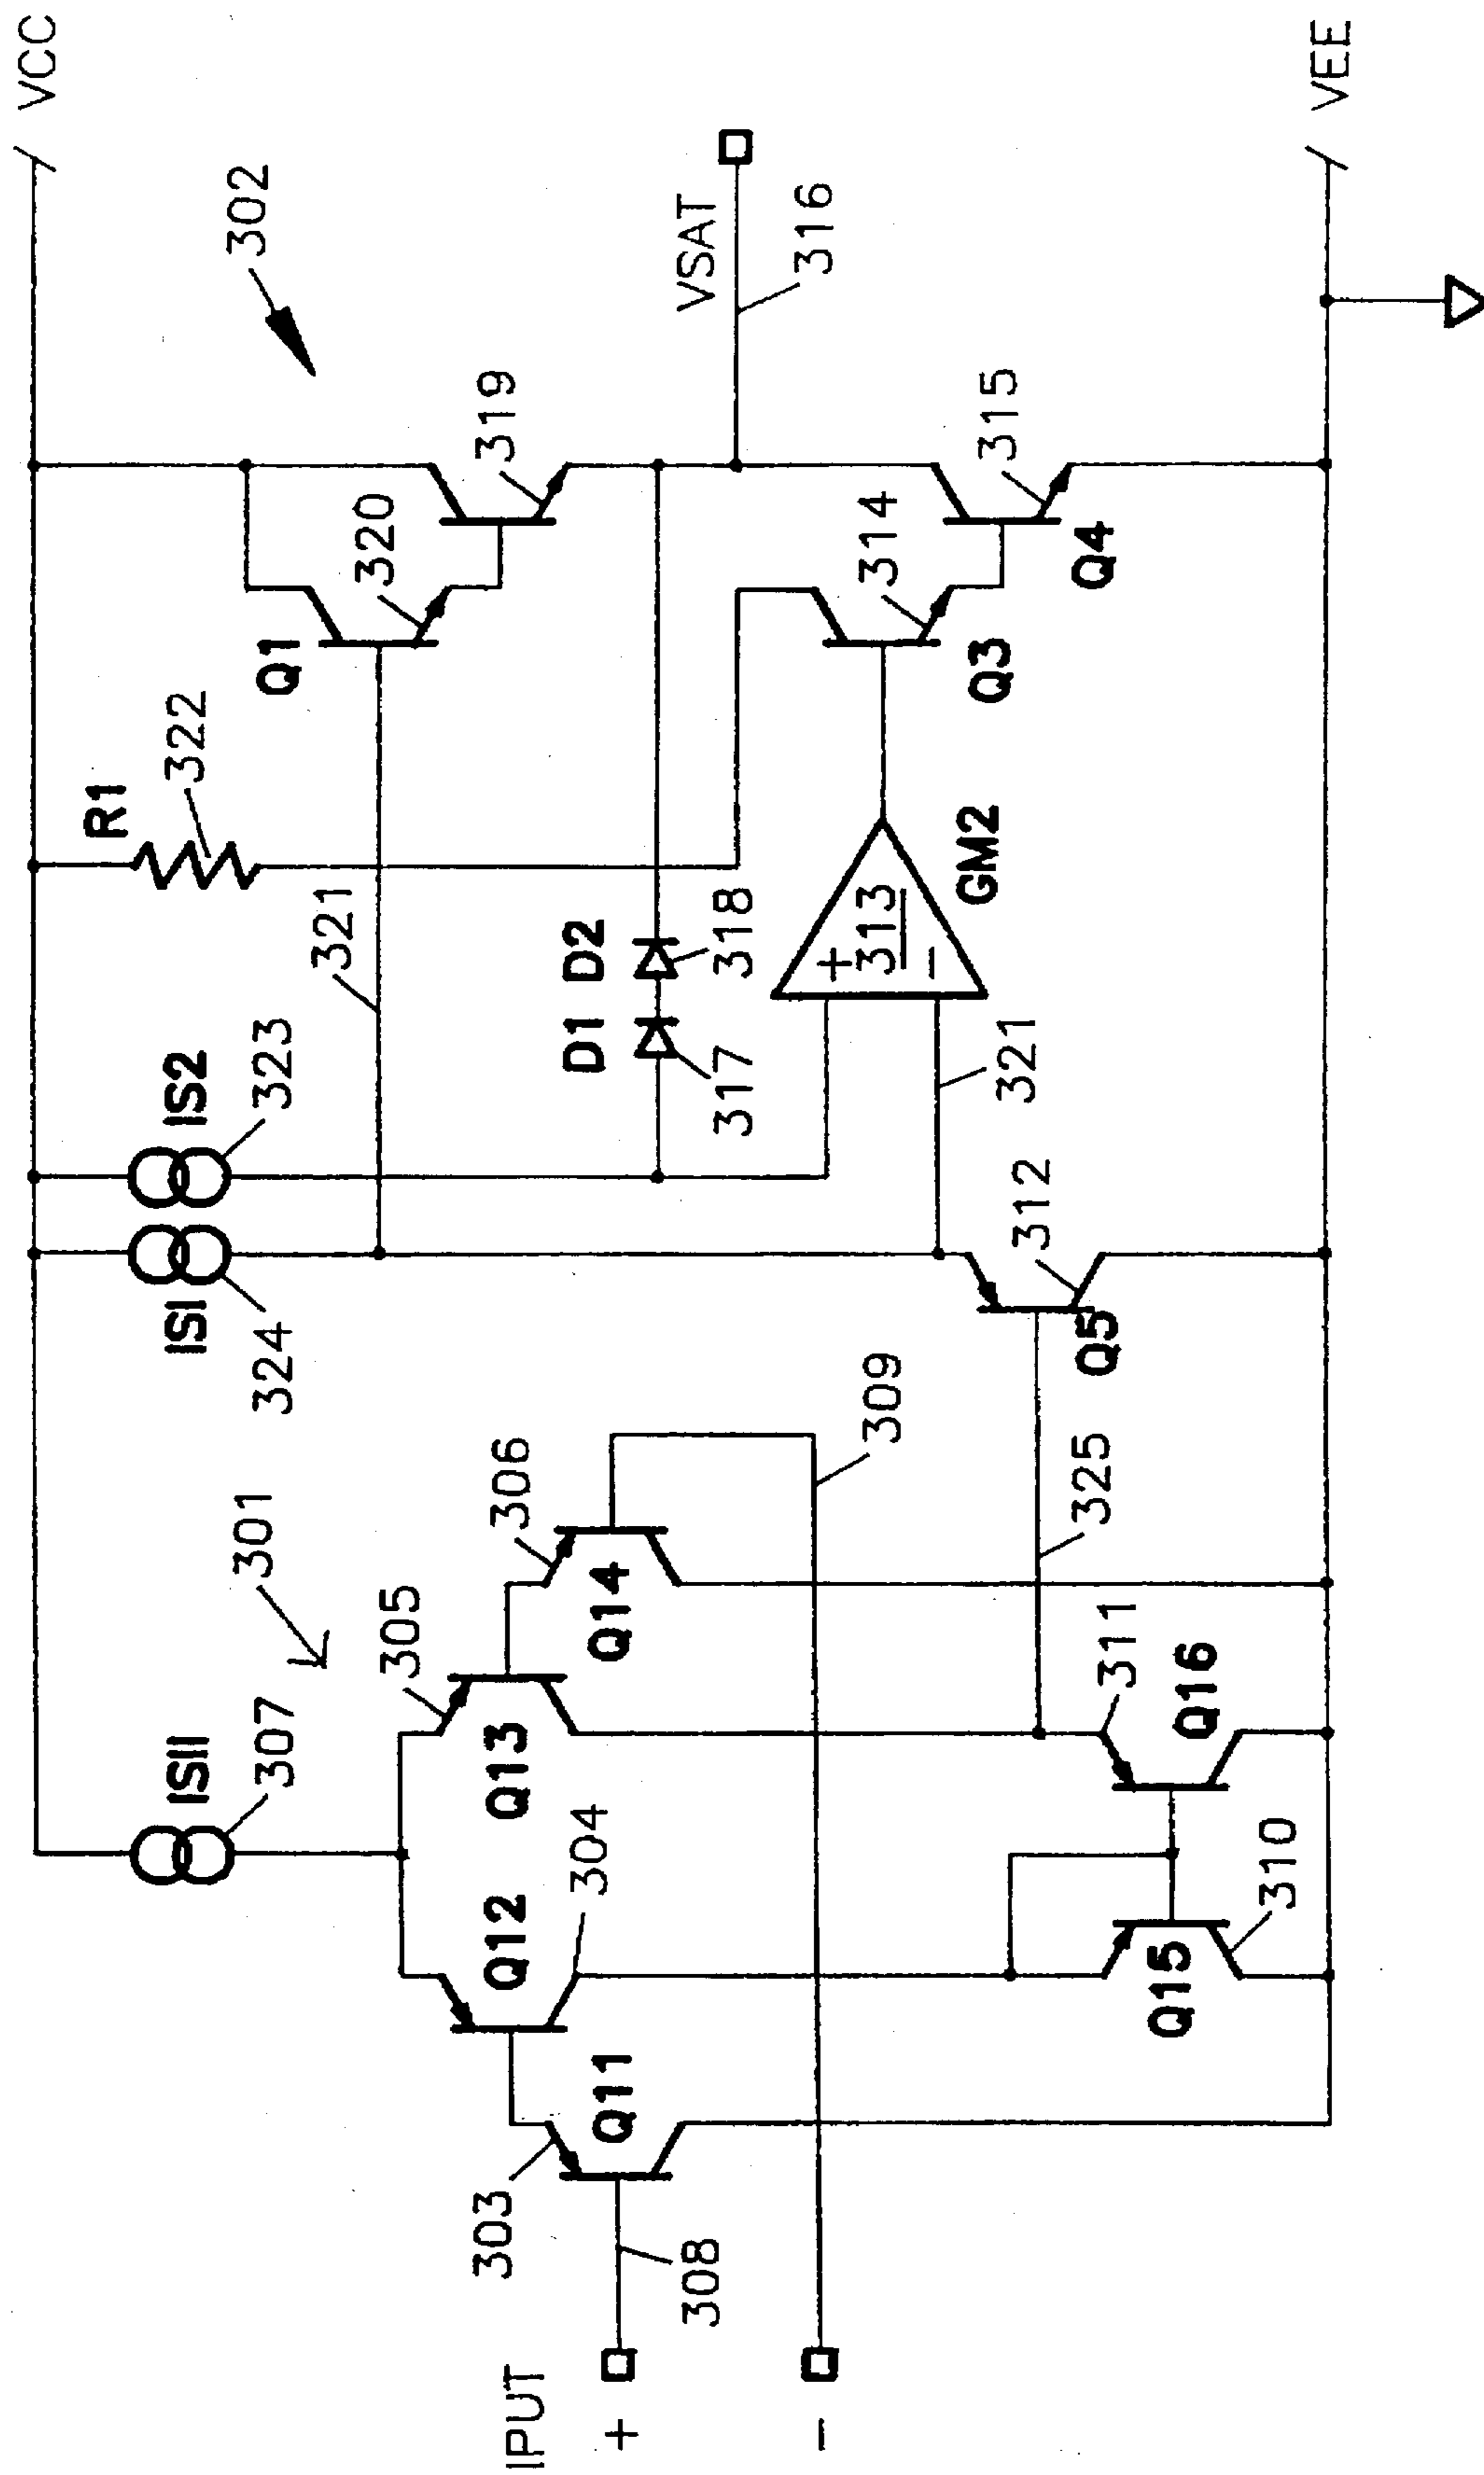 VCC
302
ISII
307
301
ISI
324
IS2
323
R1
322
Q1
320
319
321
305
306
Q12
Q13
304
Q14
D1
D2
317
318
VSAT
316
INPUT
+
-
303
Q11
308
309
+
313
-
GM2
314
Q3
315
Q4
321
312
Q5
325
311
Q16
Q15
310
VEE